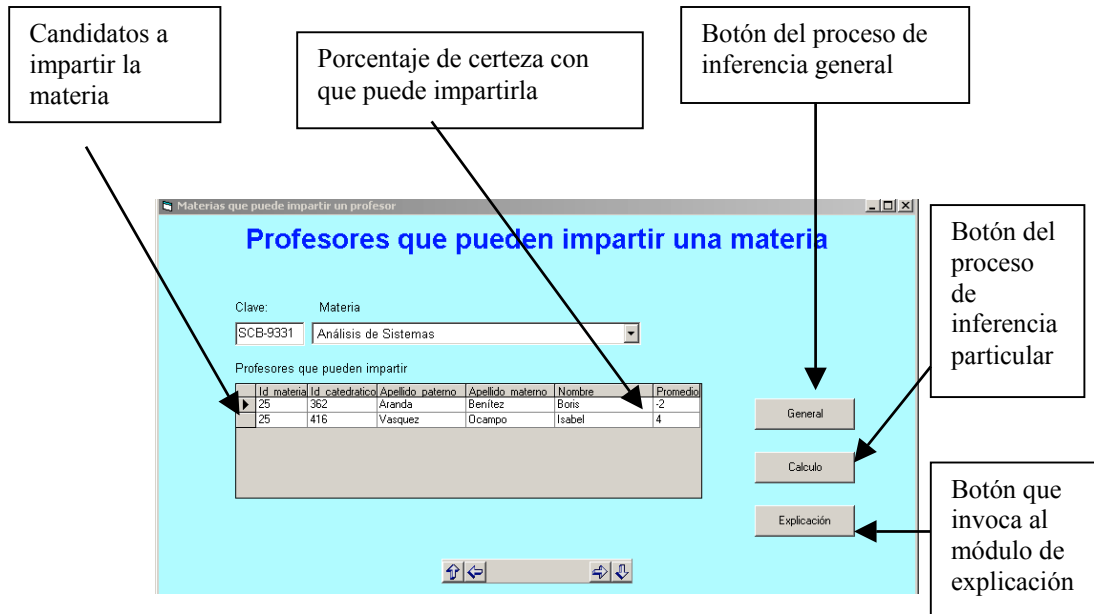 Candidatos a
impartir la
materia
Porcentaje de certeza con
que puede impartirla
Botón del proceso de
inferencia general
Materias que puede impartir un profesor
Profesores que pueden impartir una materia
Clave: Materia
SCB-9331 Análisis de Sistemas
Profesores que pueden impartir
Id_materia Id_catedratico Apellido_paterno Apellido_materno Nombre Promedio
25 362 Aranda Benítez Boris -2
25 416 Vasquez Ocampo Isabel 4
General
Calculo
Explicación
Botón del
proceso
de
inferencia
particular
Botón que
invoca al
módulo de
explicación